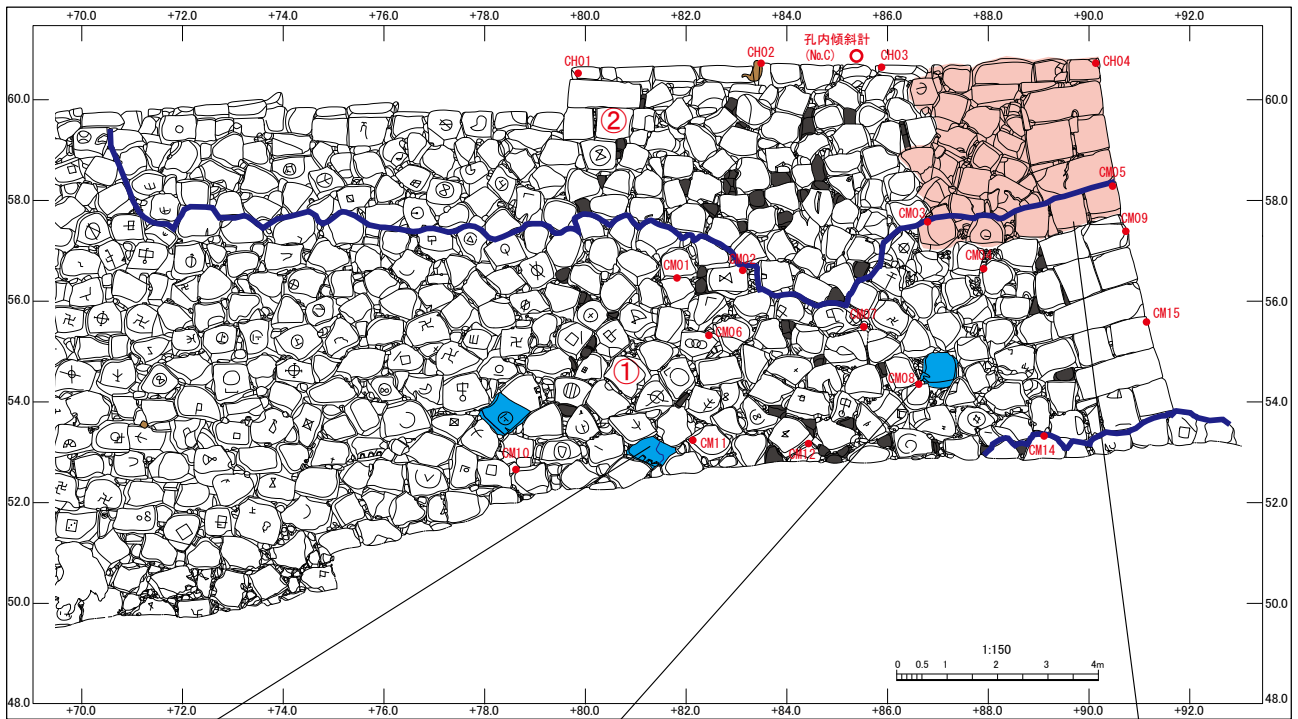 +70.0 +72.0 +74.0 +76.0 +78.0 +80.0 +82.0 +84.0 +86.0 +88.0 +90.0 +92.0
孔内傾斜計
(No.C)
CH01 CH02 CH03 CH04
60.0 60.0
②
58.0 58.0
CM05
CM03 CM09
CM01 CM02
56.0 56.0
CM15
CM06 CM07
①
CM08
54.0 54.0
CM10 CM11 CM12 CM14
52.0 52.0
50.0 50.0
1:150
0 0.5 1 2 3 4m
48.0 48.0
+70.0 +72.0 +74.0 +76.0 +78.0 +80.0 +82.0 +84.0 +86.0 +88.0 +90.0 +92.0